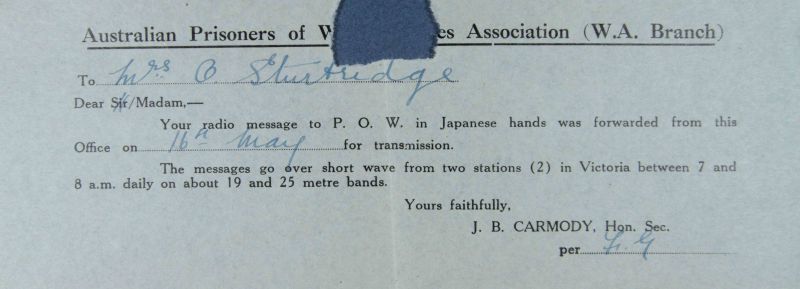 Australian Prisoners of W es Association (W.A. Branch)
To Mrs O Sturtridge
Dear Sir/Madam,—
Your radio message to P. O. W. in Japanese hands was forwarded from this
Office on 16th May for transmission.
The messages go over short wave from two stations (2) in Victoria between 7 and
8 a.m. daily on about 19 and 25 metre bands.
Yours faithfully,
J. B. CARMODY, Hon. Sec.
per